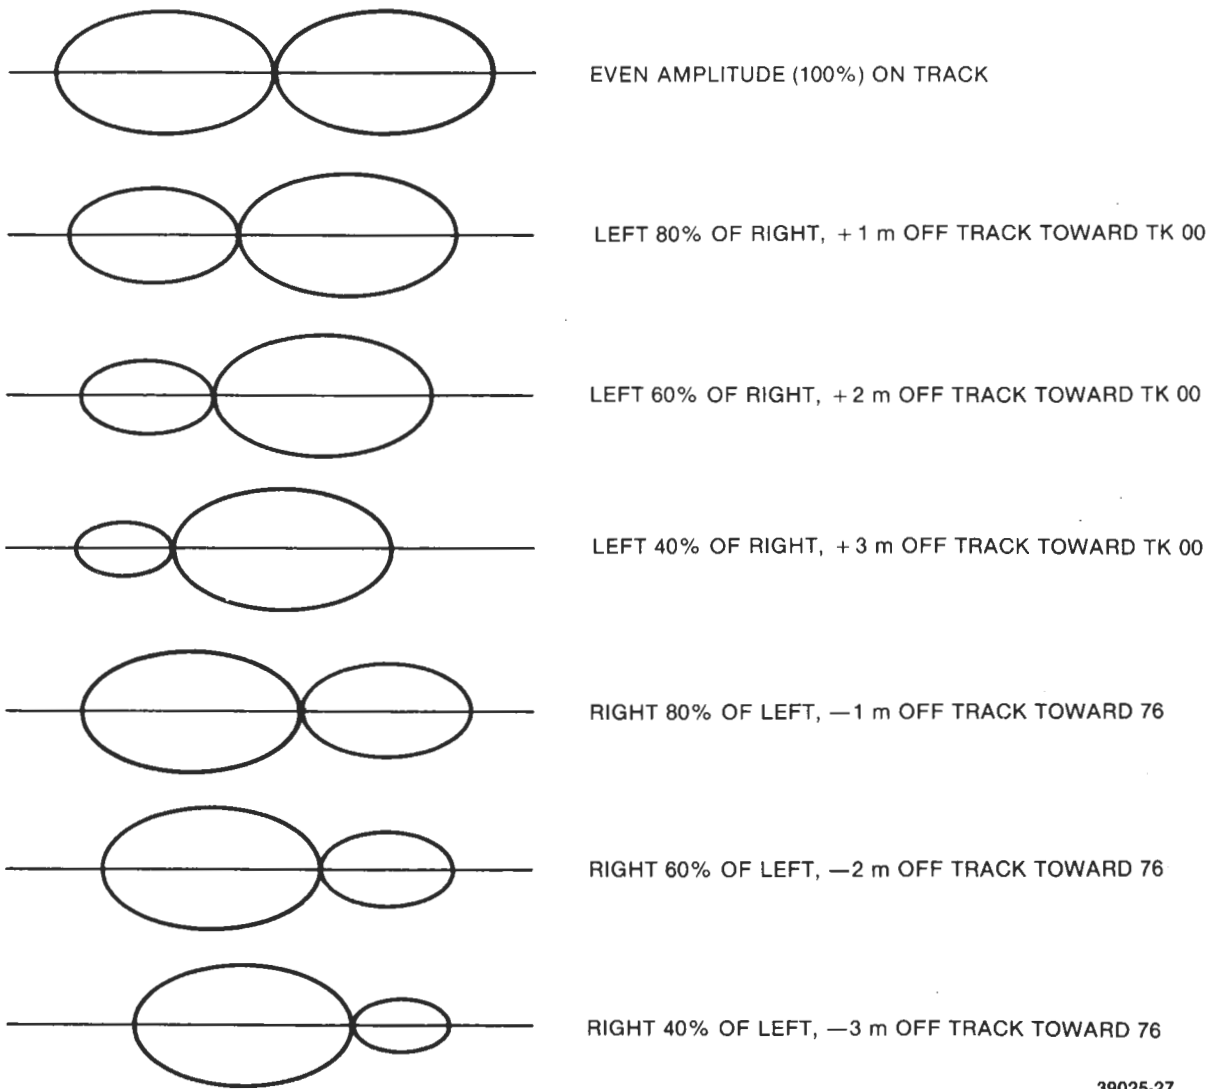 EVEN AMPLITUDE (100%) ON TRACK
LEFT 80% OF RIGHT, + 1 m OFF TRACK TOWARD TK 00
LEFT 60% OF RIGHT, +2 m OFF TRACK TOWARD TK 00
LEFT 40% OF RIGHT, +3 m OFF TRACK TOWARD TK 00
RIGHT 80% OF LEFT, —1 m OFF TRACK TOWARD 76
RIGHT 60% OF LEFT, —2 m OFF TRACK TOWARD 76
RIGHT 40% OF LEFT, —3 m OFF TRACK TOWARD 76
39025-27